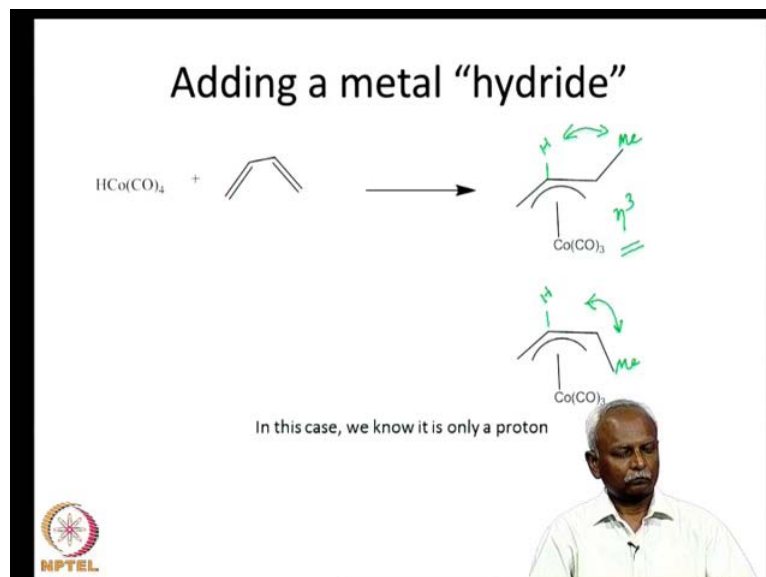 Adding a metal “hydride”
HCo(CO)₄ +
H Me
η³
Co(CO)₃
H
Me
Co(CO)₃
In this case, we know it is only a proton
NPTEL